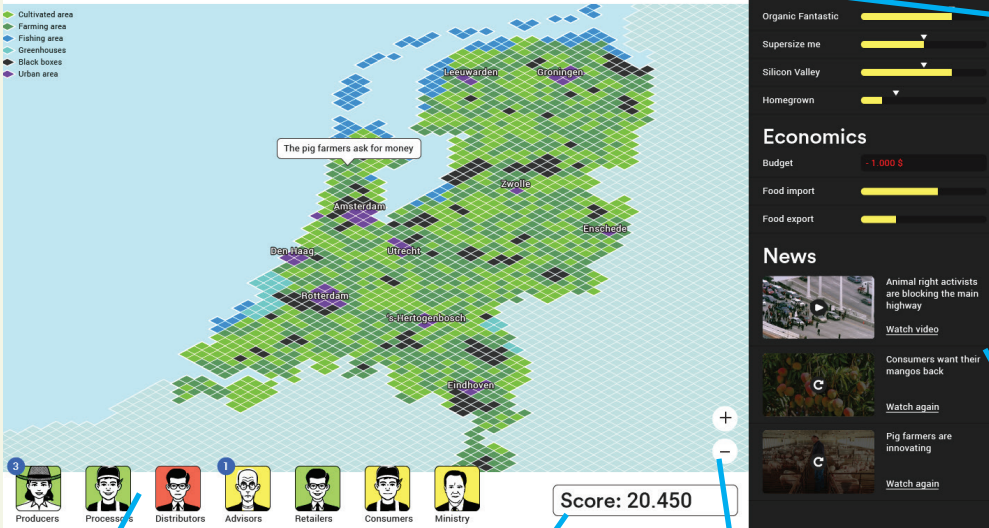 Cultivated area
Farming area
Fishing area
Greenhouses
Black boxes
Urban area
Leeuwarden
Groningen
The pig farmers ask for money
Zwolle
Amsterdam
Enschede
Den Haag
Utrecht
Rotterdam
's-Hertogenbosch
Eindhoven
+
−
3
1
Producers
Processors
Distributors
Advisors
Retailers
Consumers
Ministry
Score: 20.450
Organic Fantastic
Supersize me
Silicon Valley
Homegrown
Economics
Budget
- 1.000 $
Food import
Food export
News
Animal right activists
are blocking the main
highway
Watch video
Consumers want their
mangos back
Watch again
Pig farmers are
innovating
Watch again